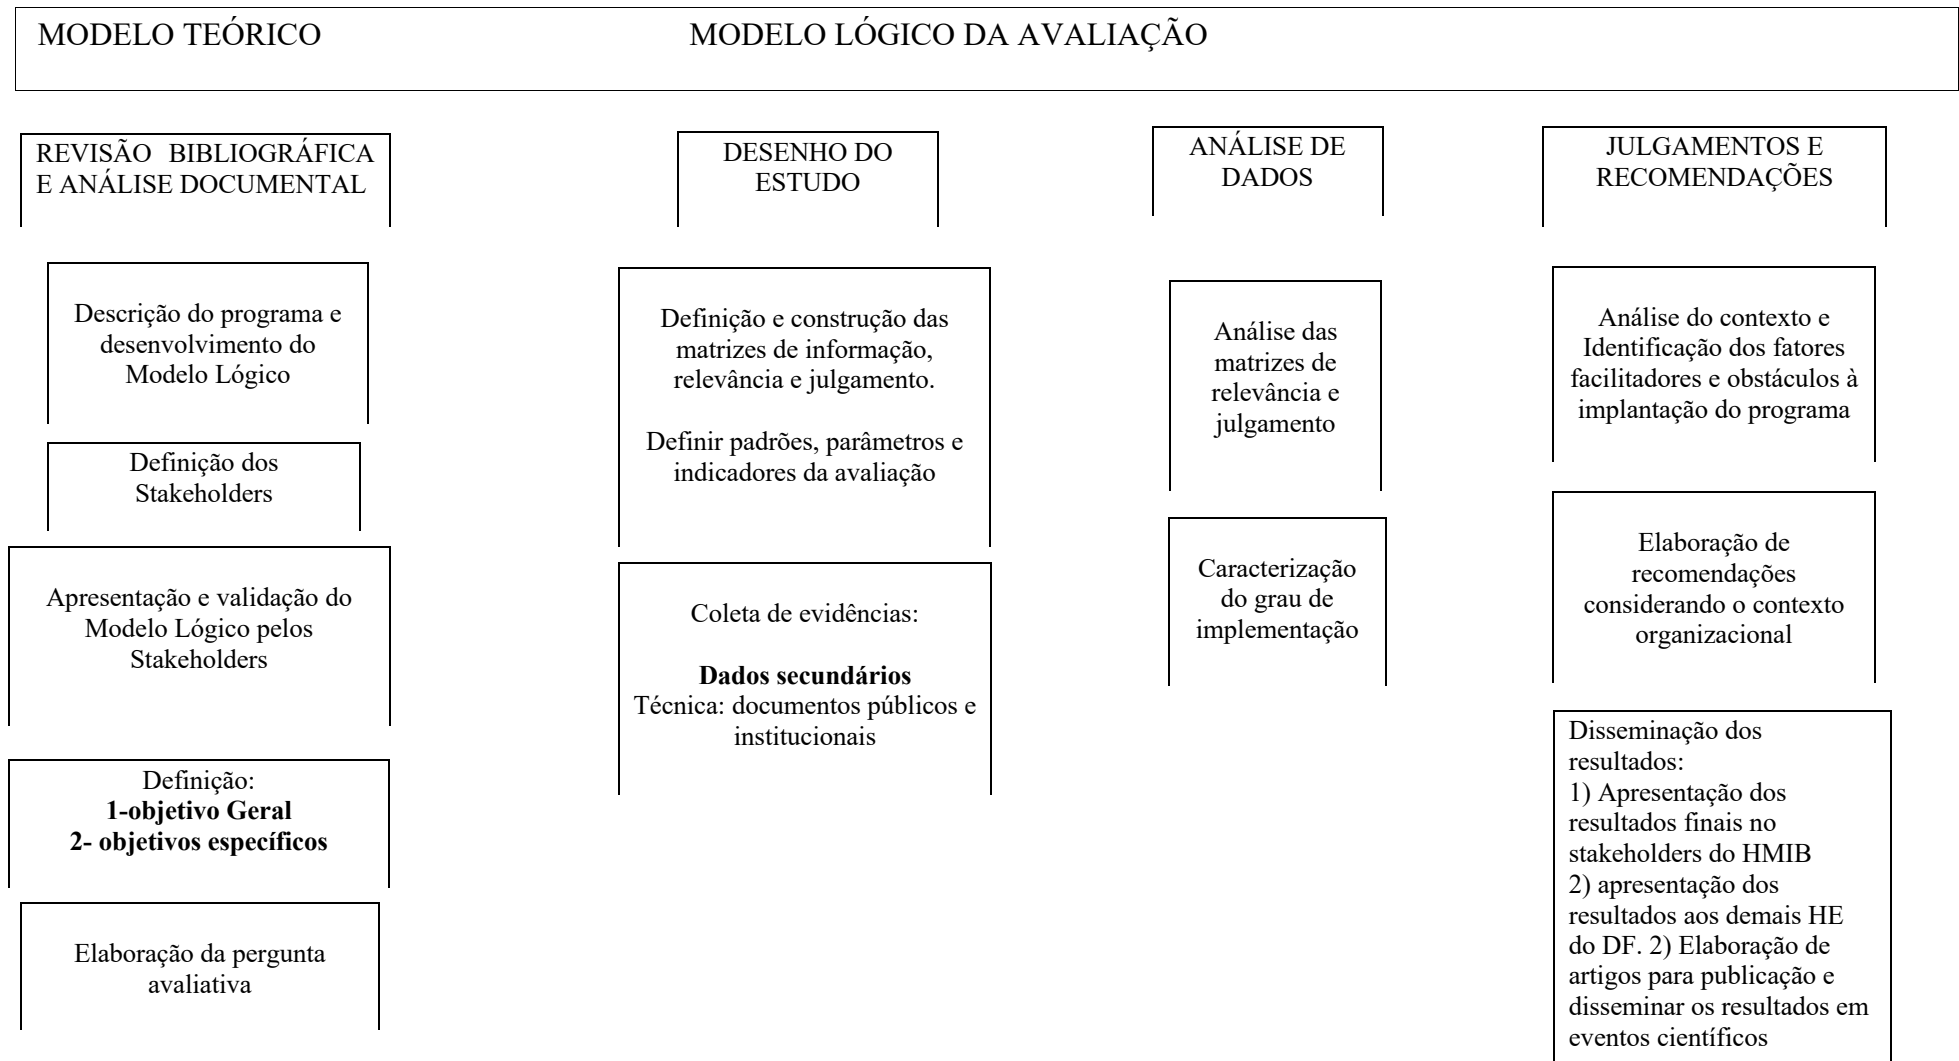 MODELO TEÓRICO
MODELO LÓGICO DA AVALIAÇÃO
REVISÃO BIBLIOGRÁFICA
E ANÁLISE DOCUMENTAL
Descrição do programa e
desenvolvimento do
Modelo Lógico
Definição dos
Stakeholders
Apresentação e validação do
Modelo Lógico pelos
Stakeholders
Definição:
1-objetivo Geral
2- objetivos específicos
Elaboração da pergunta
avaliativa
DESENHO DO
ESTUDO
Definição e construção das
matrizes de informação,
relevância e julgamento.
Definir padrões, parâmetros e
indicadores da avaliação
Coleta de evidências:
Dados secundários
Técnica: documentos públicos e
institucionais
ANÁLISE DE
DADOS
Análise das
matrizes de
relevância e
julgamento
Caracterização
do grau de
implementação
JULGAMENTOS E
RECOMENDAÇÕES
Análise do contexto e
Identificação dos fatores
facilitadores e obstáculos à
implantação do programa
Elaboração de
recomendações
considerando o contexto
organizacional
Disseminação dos
resultados:
1) Apresentação dos
resultados finais no
stakeholders do HMIB
2) apresentação dos
resultados aos demais HE
do DF. 2) Elaboração de
artigos para publicação e
disseminar os resultados em
eventos científicos